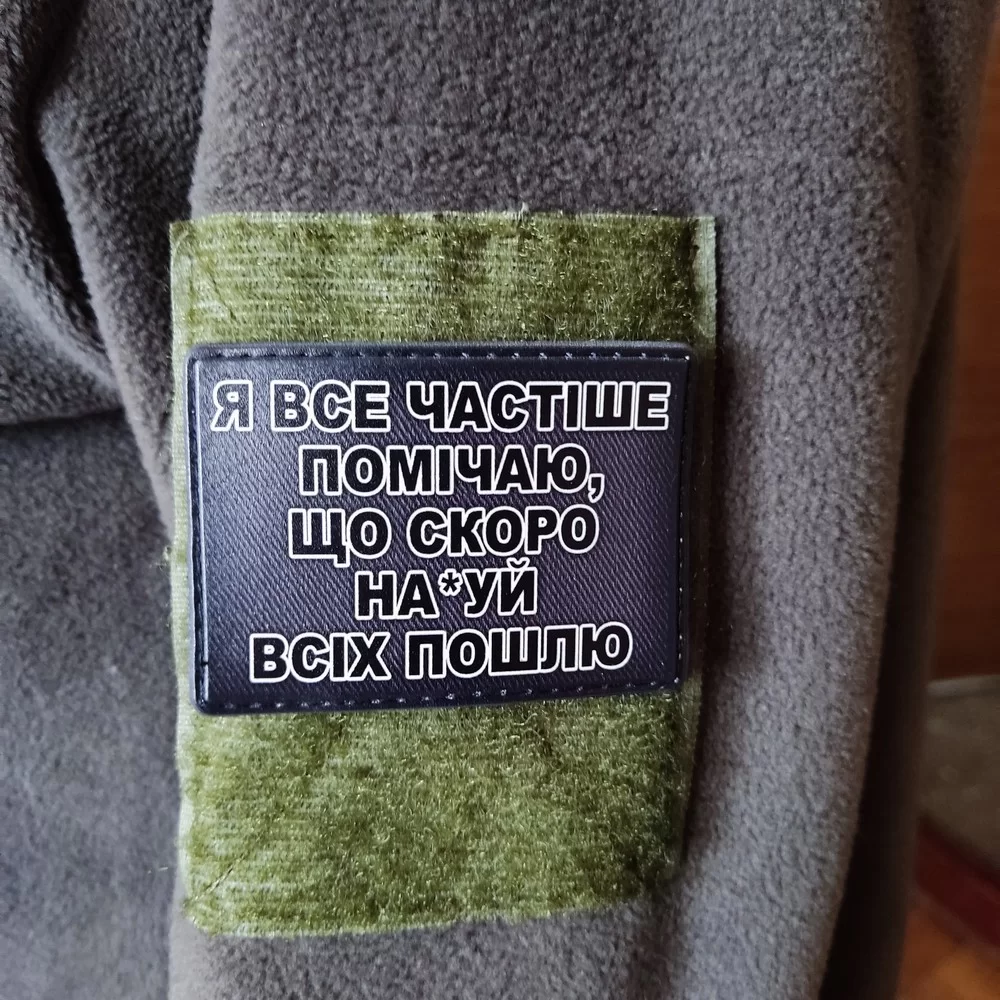 Я ВСЕ ЧАСТІШЕ
ПОМІЧАЮ,
ЩО СКОРО
НА*УЙ
ВСІХ ПОШЛЮ